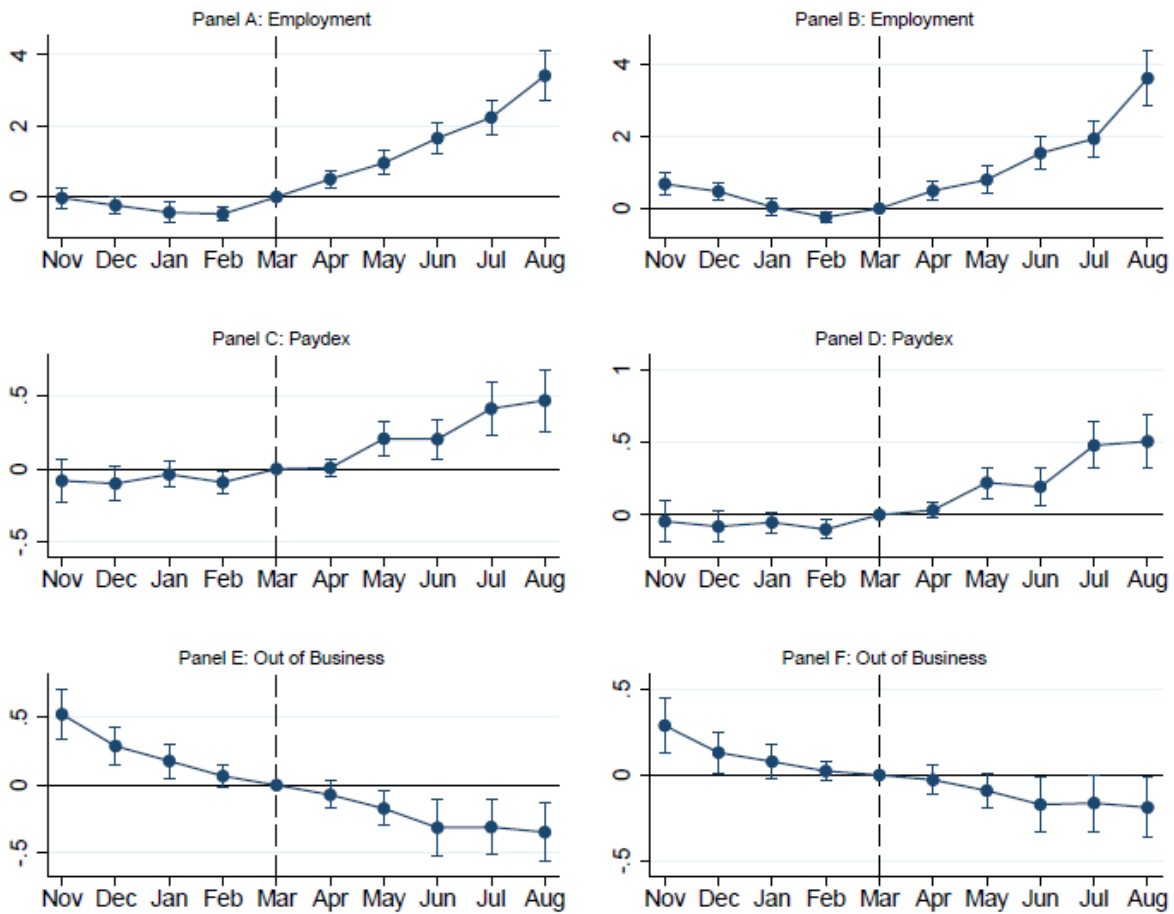 Panel A: Employment
4
2
0
Nov Dec Jan Feb Mar Apr May Jun Jul Aug
Panel B: Employment
4
2
0
Nov Dec Jan Feb Mar Apr May Jun Jul Aug
Panel C: Paydex
.5
0
-.5
Nov Dec Jan Feb Mar Apr May Jun Jul Aug
Panel D: Paydex
1
.5
0
Nov Dec Jan Feb Mar Apr May Jun Jul Aug
Panel E: Out of Business
.5
0
-.5
Nov Dec Jan Feb Mar Apr May Jun Jul Aug
Panel F: Out of Business
.5
0
-.5
Nov Dec Jan Feb Mar Apr May Jun Jul Aug